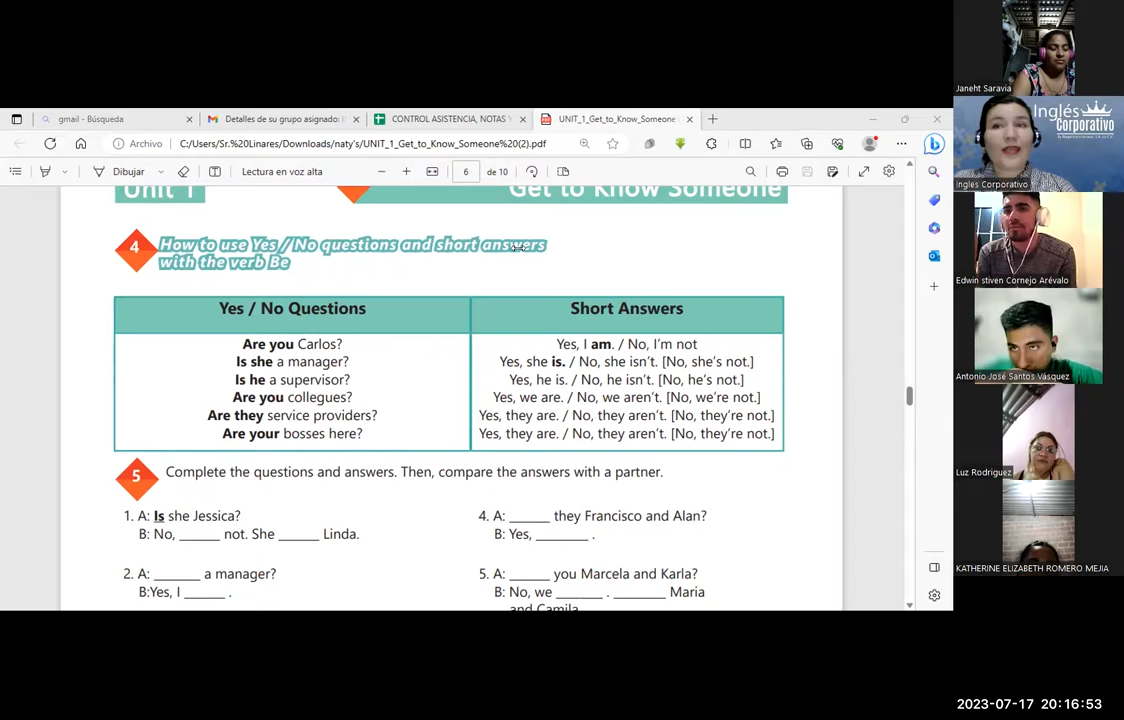 gmail - Búsqueda
Detalles de su grupo asignado:
CONTROL ASISTENCIA, NOTAS
UNIT_1_Get_to_Know_Someone
Archivo
C:/Users/Sr.%20Linares/Downloads/naty's/UNIT_1_Get_to_Know_Someone%20(2).pdf
Dibujar
Lectura en voz alta
6
de 10
Unit 1
Get to Know Someone
4
How to use Yes / No questions and short answers
with the verb Be
Yes / No Questions
Short Answers
Are you Carlos?
Yes, I am. / No, I'm not
Is she a manager?
Yes, she is. / No, she isn't. [No, she's not.]
Is he a supervisor?
Yes, he is. / No, he isn't. [No, he's not.]
Are you collegues?
Yes, we are. / No, we aren't. [No, we're not.]
Are they service providers?
Yes, they are. / No, they aren't. [No, they're not.]
Are your bosses here?
Yes, they are. / No, they aren't. [No, they're not.]
5
Complete the questions and answers. Then, compare the answers with a partner.
1. A: Is she Jessica?
B: No, ______ not. She ______ Linda.
2. A: _______ a manager?
B:Yes, I ______ .
4. A: ______ they Francisco and Alan?
B: Yes, ________ .
5. A: ______ you Marcela and Karla?
B: No, we _______ . ________ Maria
and Camila.
Janeht Saravia
Inglés
Corporativo
Inglés Corporativo
Edwin stiven Cornejo Arévalo
Antonio José Santos Vásquez
Luz Rodriguez
KATHERINE ELIZABETH ROMERO MEJIA
2023-07-17 20:16:53